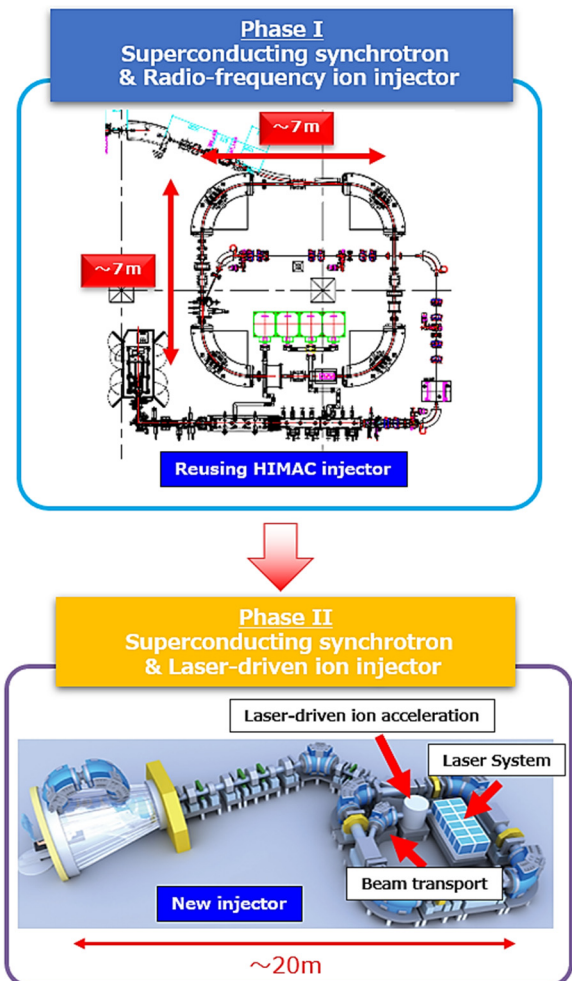 Phase I
Superconducting synchrotron
& Radio-frequency ion injector
～7m
～7m
Reusing HIMAC injector
Phase II
Superconducting synchrotron
& Laser-driven ion injector
Laser-driven ion acceleration
Laser System
Beam transport
New injector
～20m